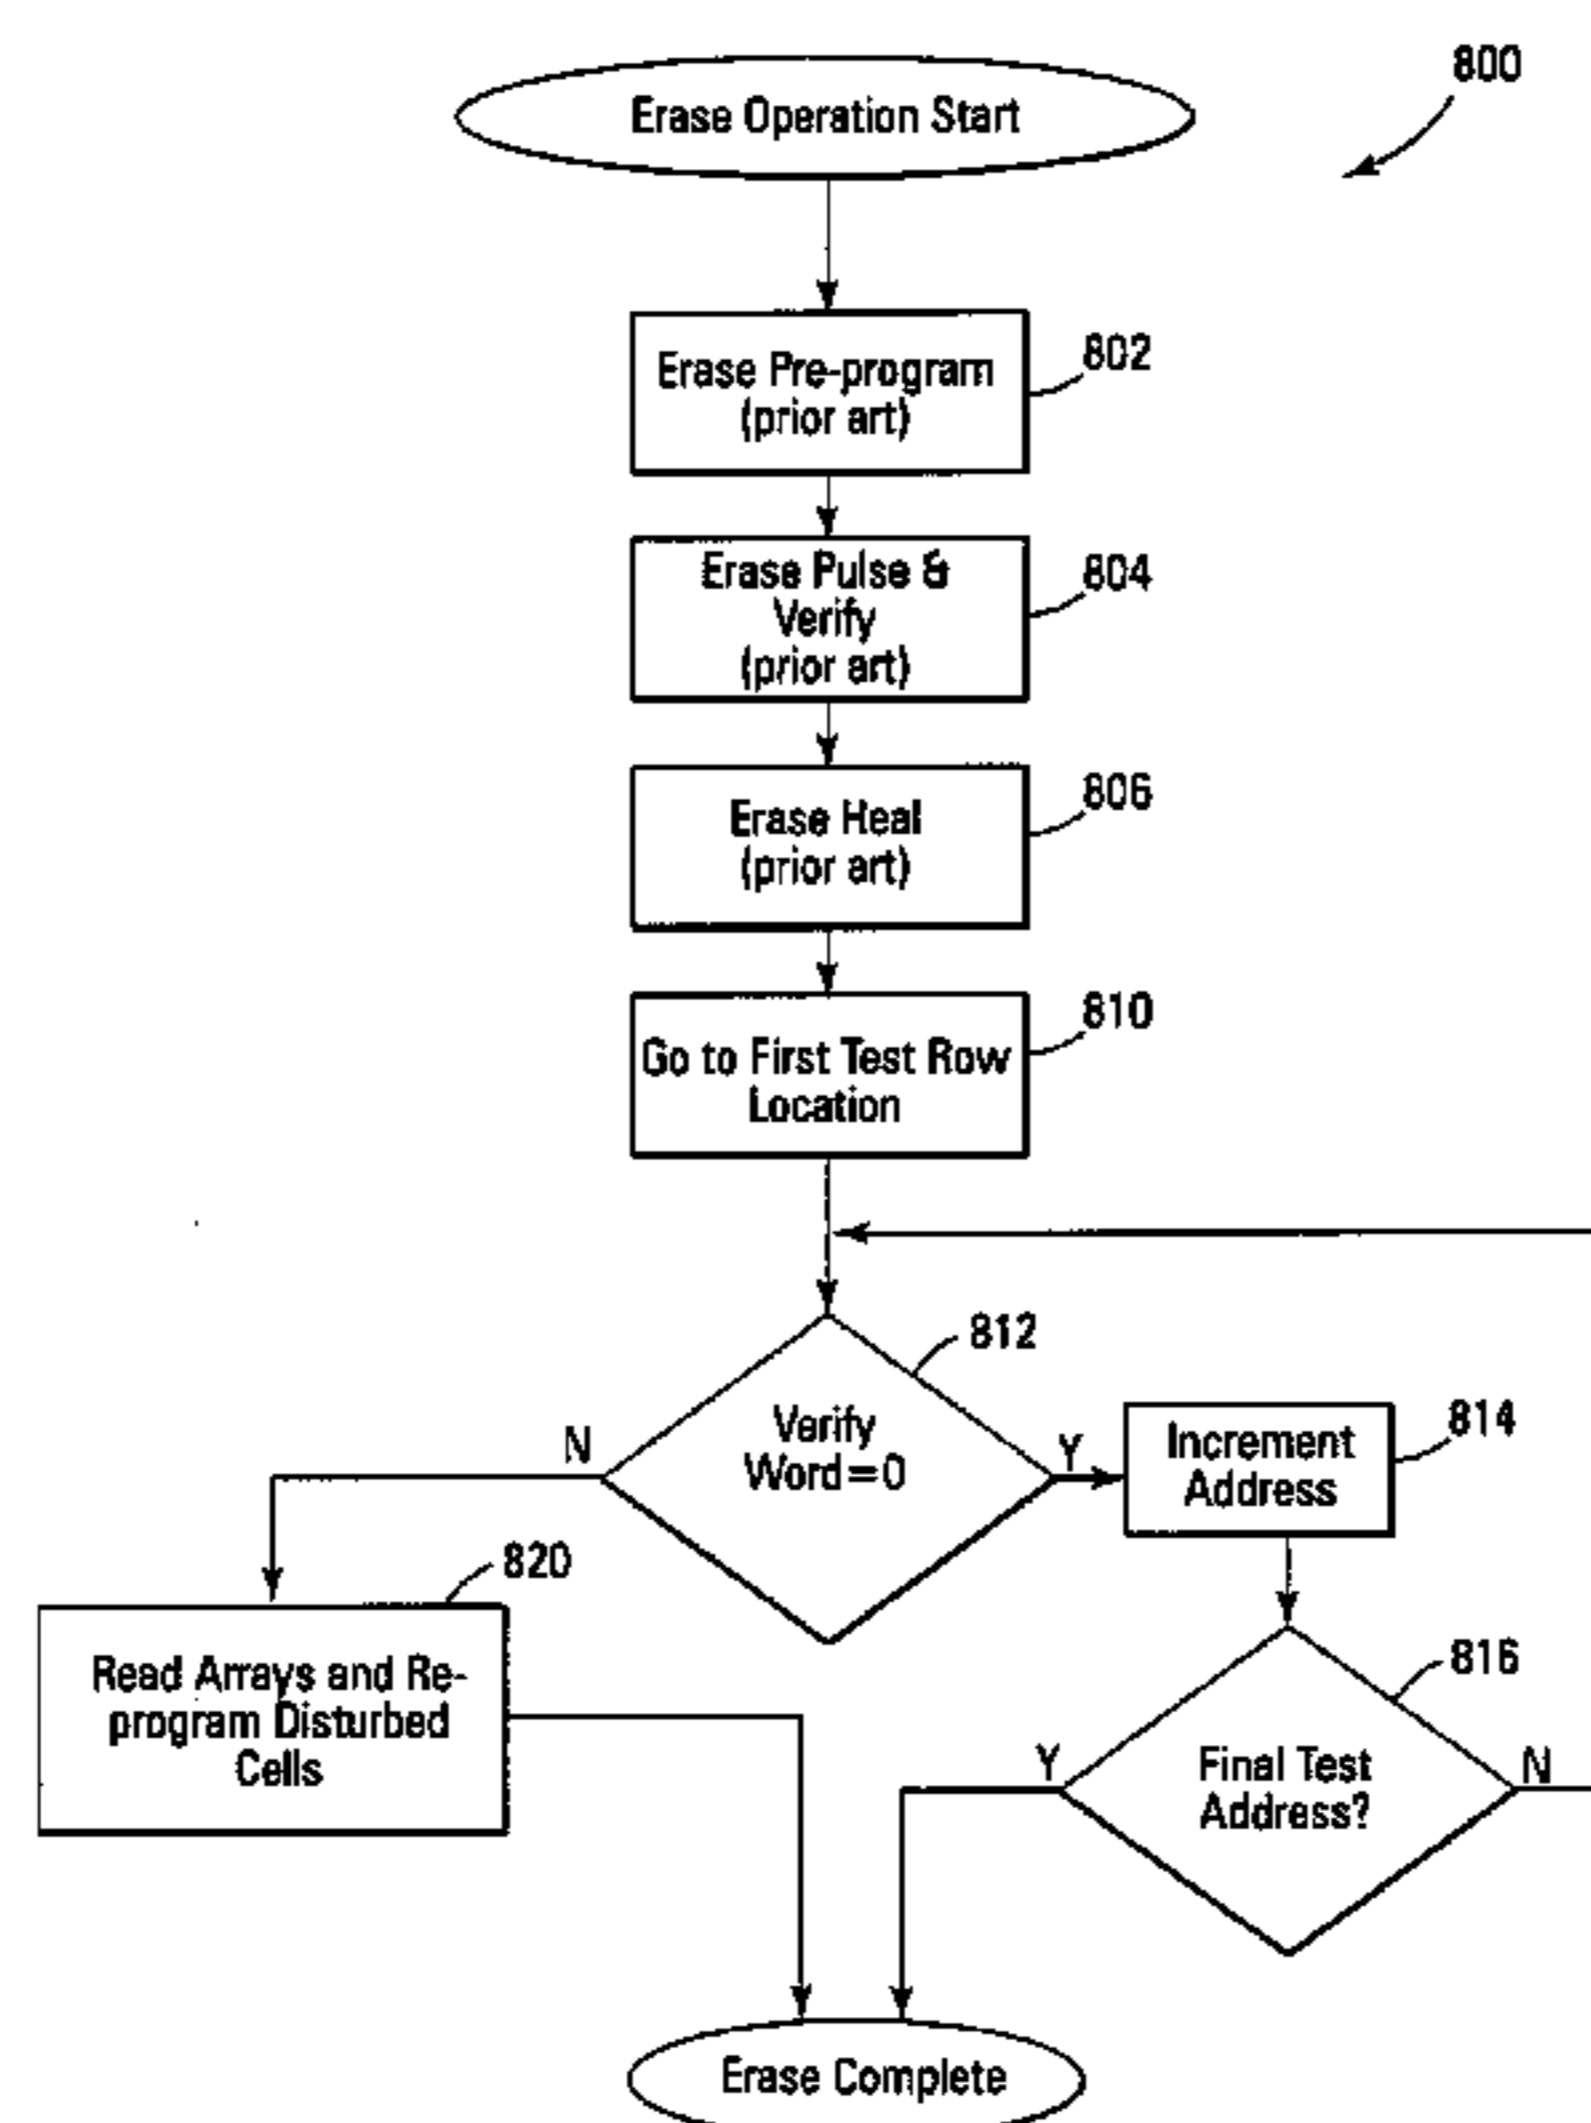 800
Erase Operation Start
Erase Pre-program
(prior art)
802
Erase Pulse &
Verify
(prior art)
804
Erase Heal
(prior art)
806
Go to First Test Row
Location
810
812
Verify
Word=0
N
Y
Increment
Address
814
820
Read Arrays and Re-
program Disturbed
Cells
816
Final Test
Address?
Y
N
Erase Complete